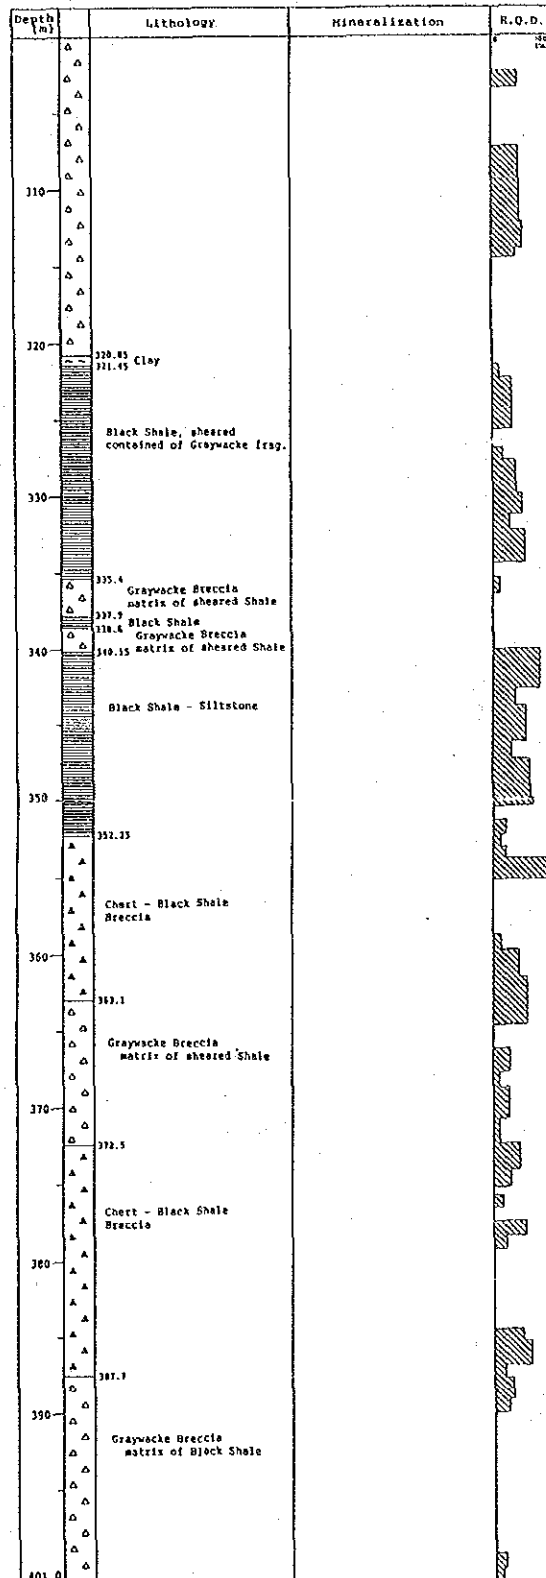 Depth (m) Lithology Mineralization R.Q.D.
310
320
320.85
Clay
321.45
Black Shale, sheared
contained of Graywacke frag.
330
335.4
Graywacke Breccia
matrix of sheared Shale
337.9
Black Shale
338.6
Graywacke Breccia
matrix of sheared Shale
340
340.35
Black Shale - Siltstone
350
352.25
Chert - Black Shale
Breccia
360
363.1
Graywacke Breccia
matrix of sheared Shale
370
372.5
Chert - Black Shale
Breccia
380
387.7
390
Graywacke Breccia
matrix of Black Shale
401.0